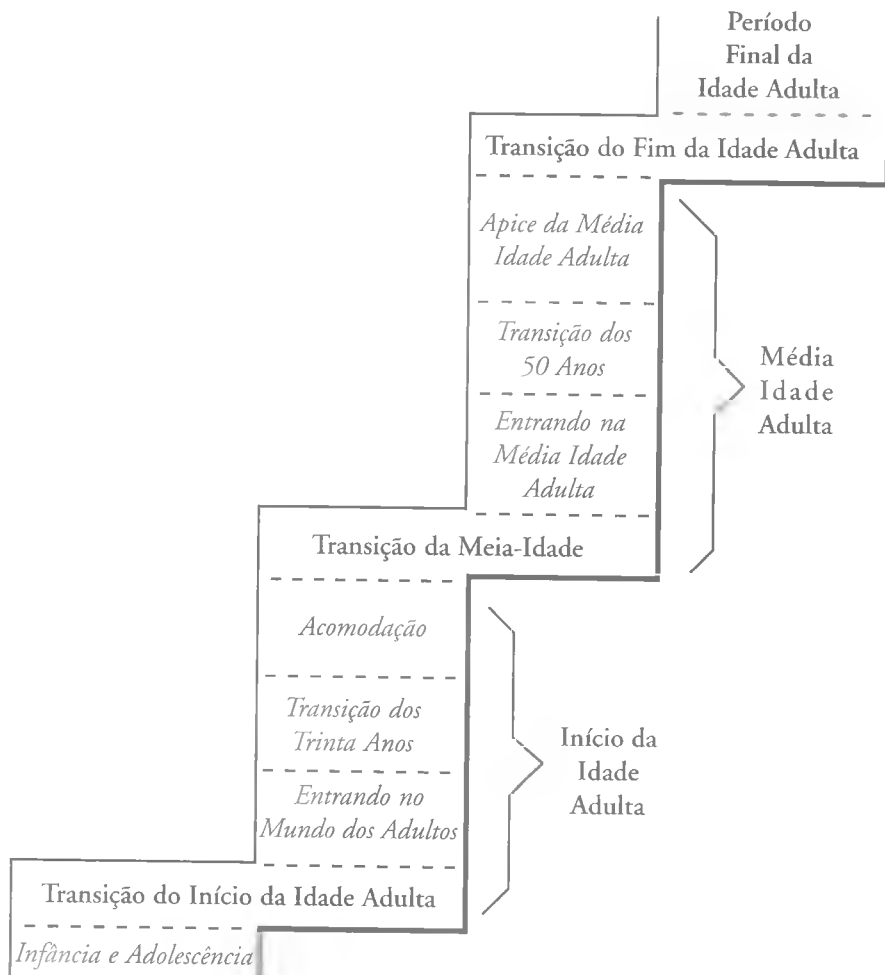 Período
Final da
Idade Adulta
Transição do Fim da Idade Adulta
Apice da Média
Idade Adulta
Transição dos
50 Anos
Média
Idade
Adulta
Entrando na
Média Idade
Adulta
Transição da Meia-Idade
Acomodação
Transição dos
Trinta Anos
Início da
Idade
Adulta
Entrando no
Mundo dos Adultos
Transição do Início da Idade Adulta
Infância e Adolescência